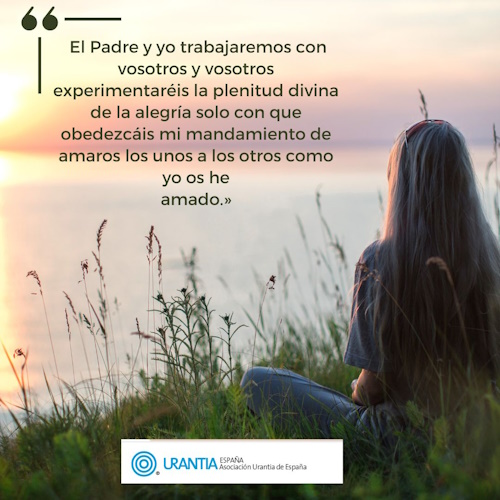 El Padre y yo trabajaremos con
vosotros y vosotros
experimentaréis la plenitud divina
de la alegría solo con que
obedezcáis mi mandamiento de
amaros los unos a los otros como
yo os he
amado.»
URANTIA ESPAÑA
Asociación Urantia de España